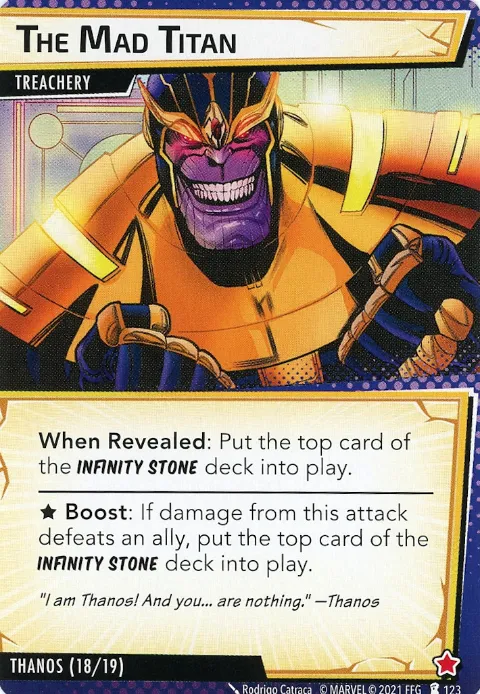 THE MAD TITAN
TREACHERY
When Revealed: Put the top card of
the INFINITY STONE deck into play.
★ Boost: If damage from this attack
defeats an ally, put the top card of the
INFINITY STONE deck into play.
"I am Thanos! And you... are nothing." —Thanos
THANOS (18/19)
Rodrigo Catraca © MARVEL © 2021 FFG 123